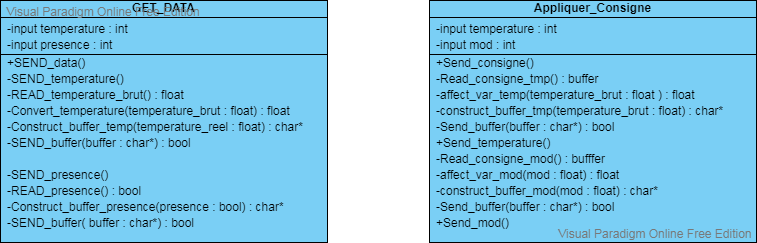 GET_DATA
Visual Paradigm Online Free Edition
-input temperature : int
-input presence : int
+SEND_data()
-SEND_temperature()
-READ_temperature_brut() : float
-Convert_temperature(temperature_brut : float) : float
-Construct_buffer_temp(temperature_reel : float) : char*
-SEND_buffer(buffer : char*) : bool
-SEND_presence()
-READ_presence() : bool
-Construct_buffer_presence(presence : bool) : char*
-SEND_buffer( buffer : char*) : bool
Appliquer_Consigne
-input temperature : int
-input mod : int
+Send_consigne()
-Read_consigne_tmp() : buffer
-affect_var_temp(temperature_brut : float ) : float
-construct_buffer_tmp(temperature_brut : float) : char*
-Send_buffer(buffer : char*) : bool
+Send_temperature()
-Read_consigne_mod() : bufffer
-affect_var_mod(mod : float) : float
-construct_buffer_mod(mod : float) : char*
-Send_buffer(buffer : char*) : bool
+Send_mod()
Visual Paradigm Online Free Edition